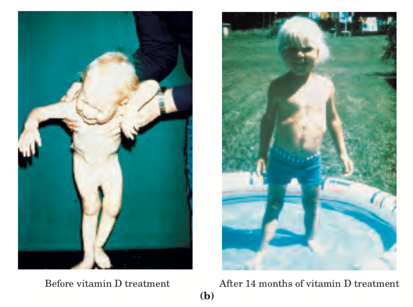 Before vitamin D treatment
After 14 months of vitamin D treatment
(b)